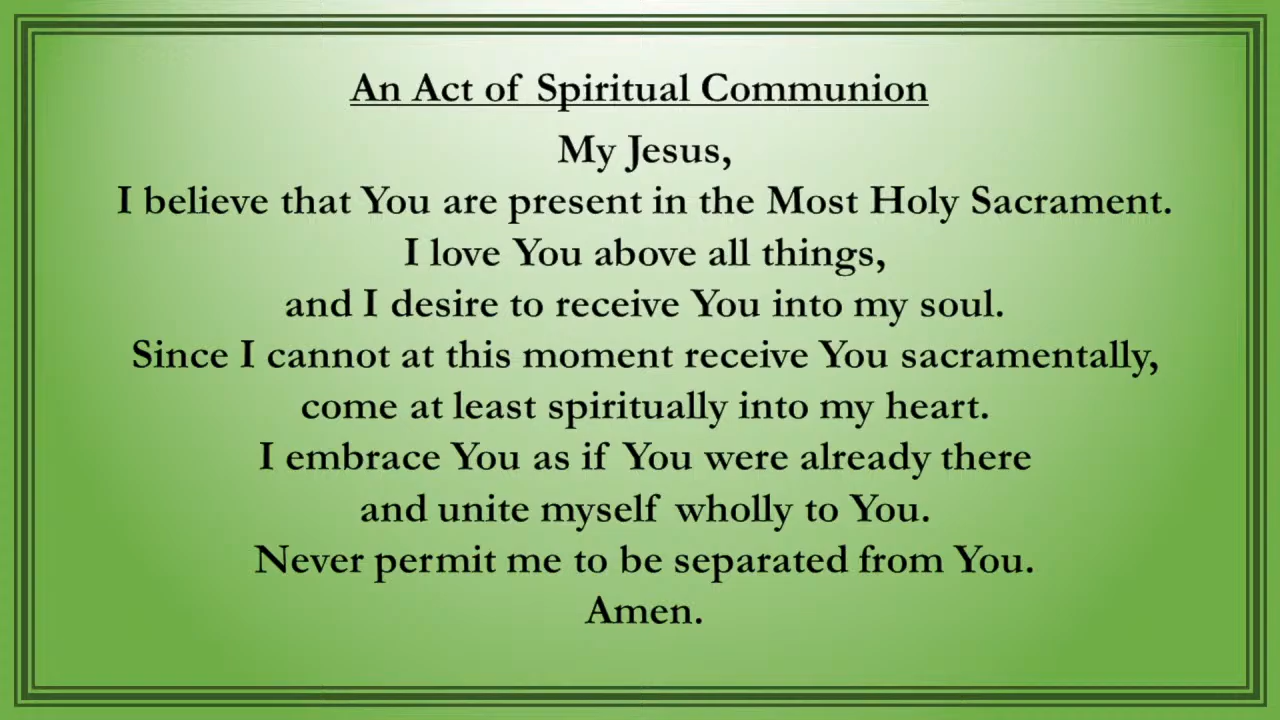 An Act of Spiritual Communion
My Jesus,
I believe that You are present in the Most Holy Sacrament.
I love You above all things,
and I desire to receive You into my soul.
Since I cannot at this moment receive You sacramentally,
come at least spiritually into my heart.
I embrace You as if You were already there
and unite myself wholly to You.
Never permit me to be separated from You.
Amen.